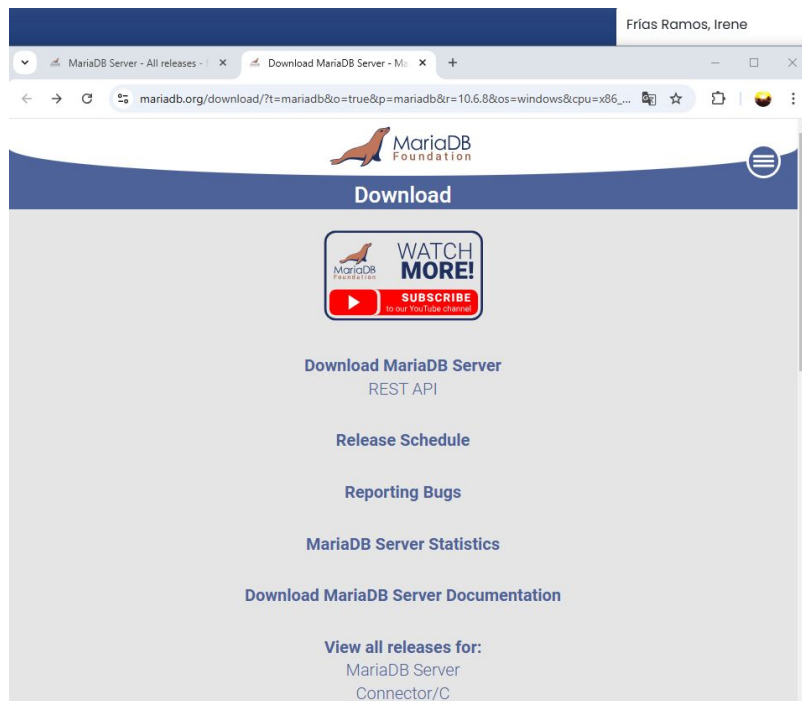 Frías Ramos, Irene
MariaDB Server - All releases -
Download MariaDB Server - Ma
mariadb.org/download/?t=mariadb&o=true&p=mariadb&r=10.6.8&os=windows&cpu=x86_...
MariaDB
Foundation
Download
MariaDB
Foundation
WATCH
MORE!
SUBSCRIBE
to our YouTube channel
Download MariaDB Server
REST API
Release Schedule
Reporting Bugs
MariaDB Server Statistics
Download MariaDB Server Documentation
View all releases for:
MariaDB Server
Connector/C